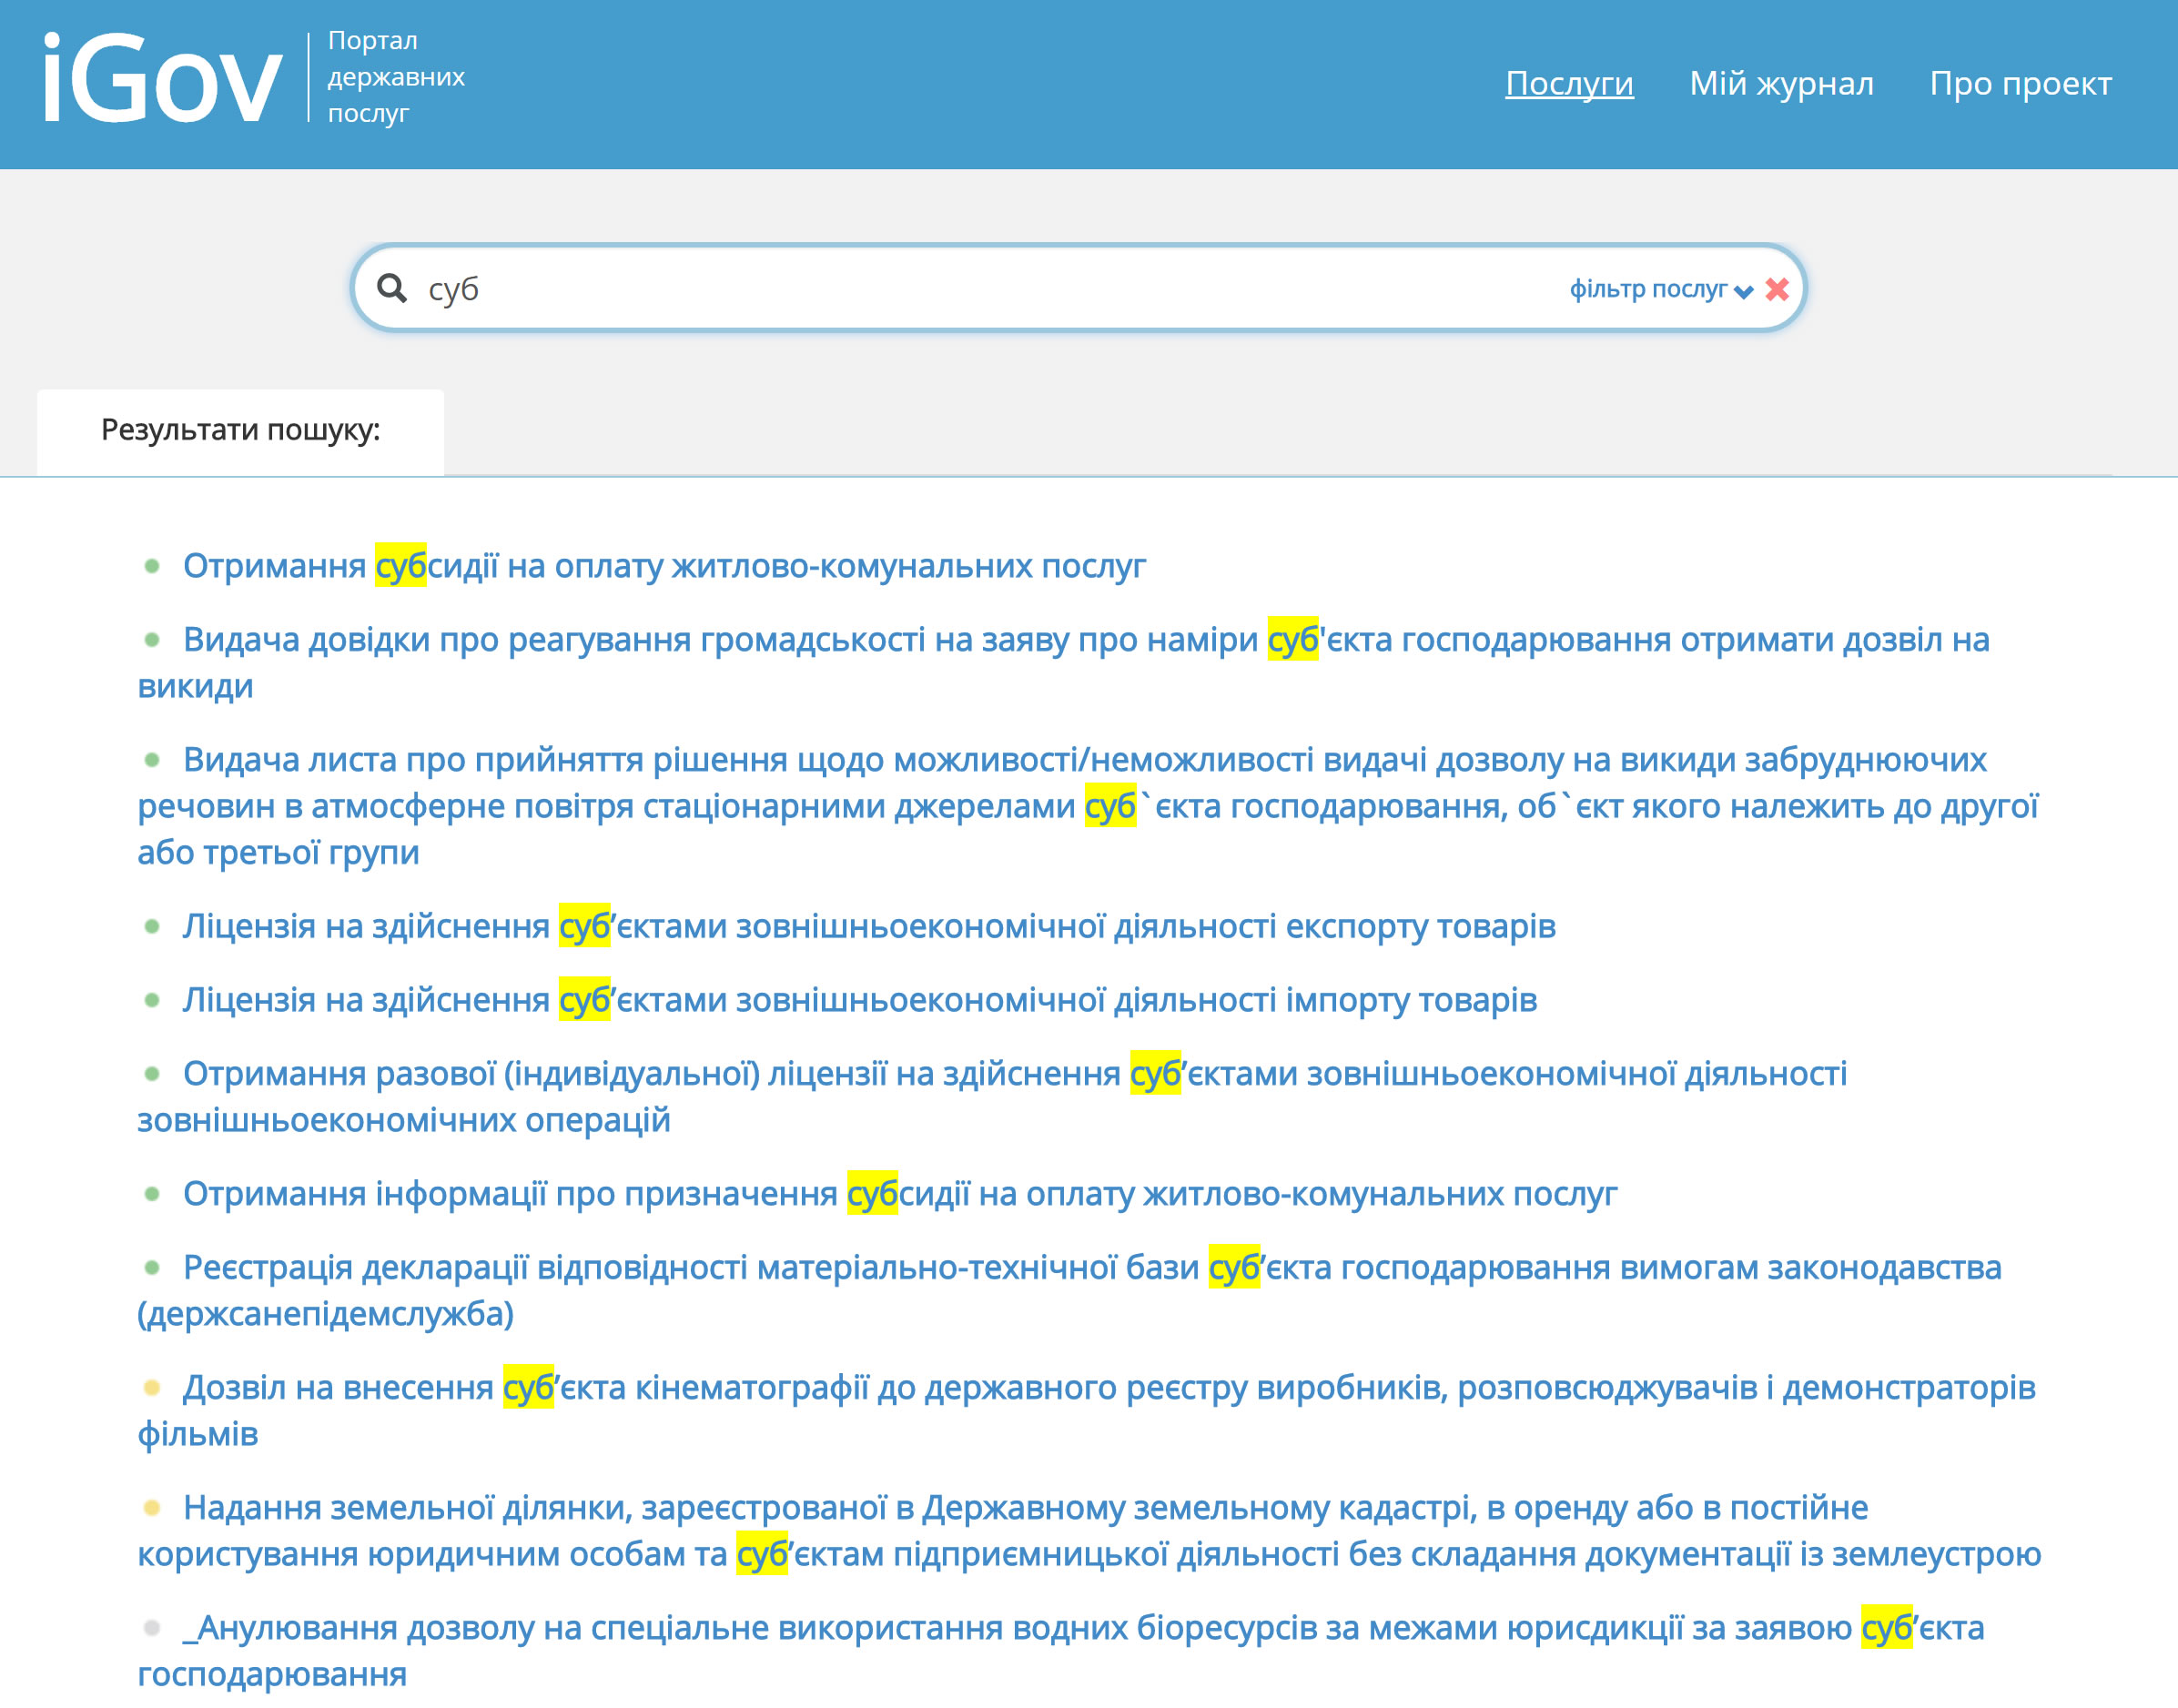 iGov
Портал
державних
послуг
Послуги
Мій журнал
Про проект
суб
фільтр послуг
Результати пошуку:
Отримання субсидії на оплату житлово-комунальних послуг
Видача довідки про реагування громадськості на заяву про наміри суб'єкта господарювання отримати дозвіл на
викиди
Видача листа про прийняття рішення щодо можливості/неможливості видачі дозволу на викиди забруднюючих
речовин в атмосферне повітря стаціонарними джерелами суб`єкта господарювання, об`єкт якого належить до другої
або третьої групи
Ліцензія на здійснення суб’єктами зовнішньоекономічної діяльності експорту товарів
Ліцензія на здійснення суб’єктами зовнішньоекономічної діяльності імпорту товарів
Отримання разової (індивідуальної) ліцензії на здійснення суб’єктами зовнішньоекономічної діяльності
зовнішньоекономічних операцій
Отримання інформації про призначення субсидії на оплату житлово-комунальних послуг
Реєстрація декларації відповідності матеріально-технічної бази суб’єкта господарювання вимогам законодавства
(держсанепідемслужба)
Дозвіл на внесення суб’єкта кінематографії до державного реєстру виробників, розповсюджувачів і демонстраторів
фільмів
Надання земельної ділянки, зареєстрованої в Державному земельному кадастрі, в оренду або в постійне
користування юридичним особам та суб’єктам підприємницької діяльності без складання документації із землеустрою
_Анулювання дозволу на спеціальне використання водних біоресурсів за межами юрисдикції за заявою суб’єкта
господарювання